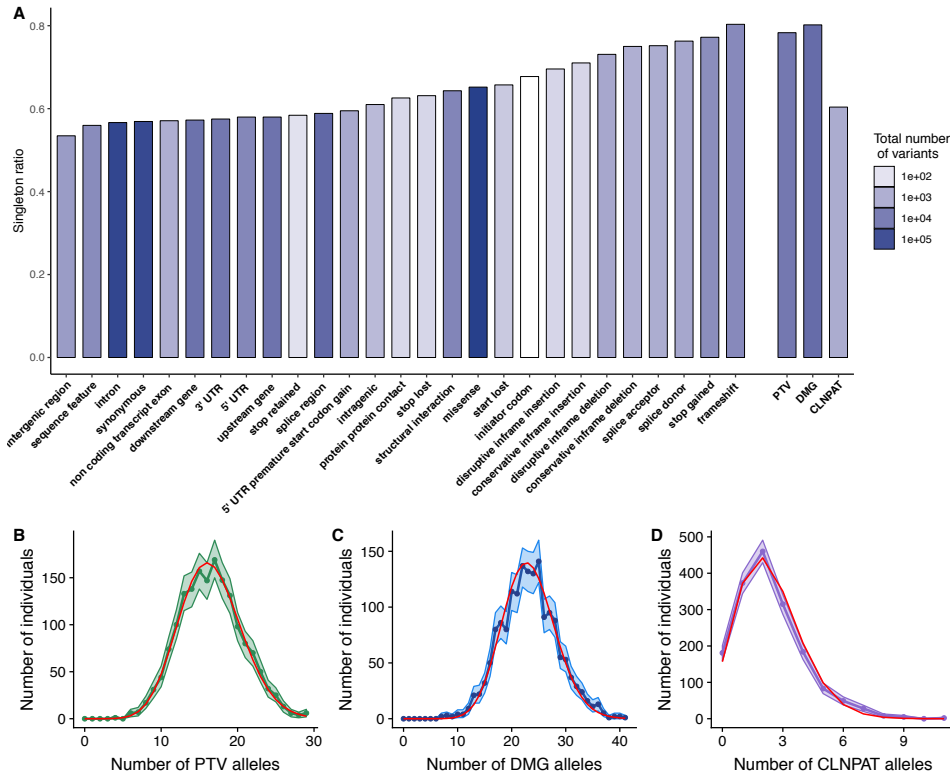 A
Singleton ratio
0.8
0.6
0.4
0.2
0.0
Total number
of variants
1e+02
1e+03
1e+04
1e+05
ntergenic region
sequence feature
intron
synonymous
non coding transcript exon
downstream gene
3' UTR
5' UTR
upstream gene
stop retained
splice region
5' UTR premature start codon gain
intragenic
protein protein contact
stop lost
structural interaction
missense
start lost
initiator codon
disruptive inframe insertion
conservative inframe insertion
disruptive inframe deletion
conservative inframe deletion
splice acceptor
splice donor
stop gained
frameshift
PTV
DMG
CLNPAT
B
Number of individuals
150
100
50
0
0 10 20 30
Number of PTV alleles
C
Number of individuals
150
100
50
0
0 10 20 30 40
Number of DMG alleles
D
Number of individuals
500
400
300
200
100
0
0 3 6 9
Number of CLNPAT alleles